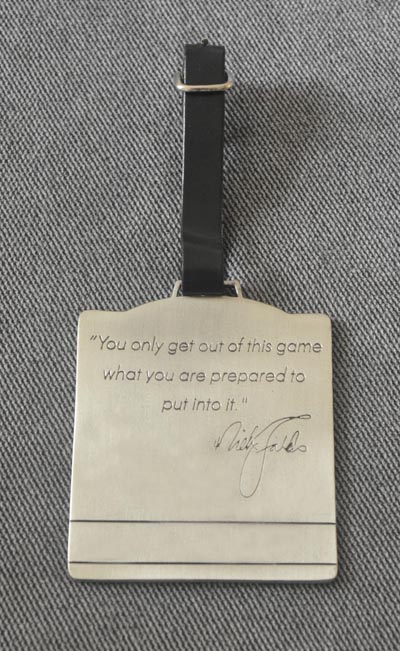 "You only get out of this game
what you are prepared to
put into it."
Nick Faldo